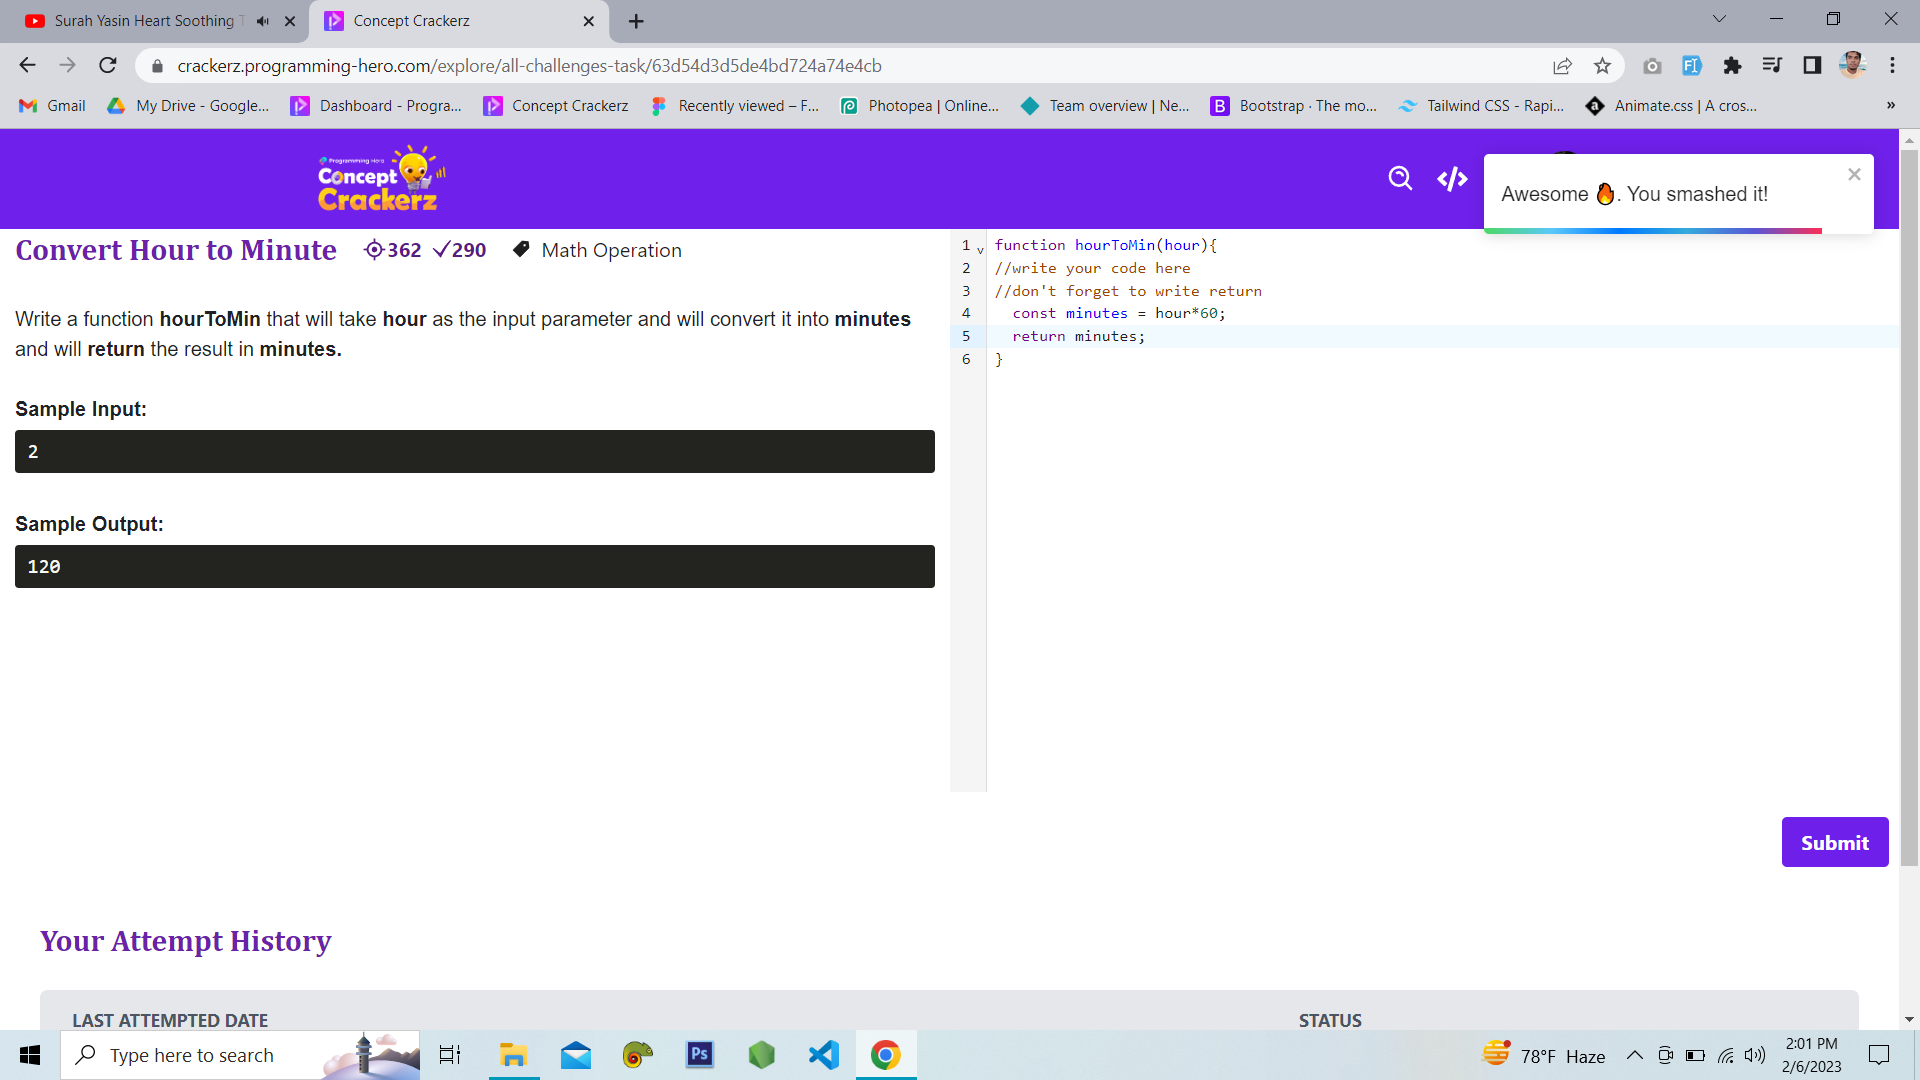 Surah Yasin Heart Soothing
Concept Crackerz
crackerz.programming-hero.com/explore/all-challenges-task/63d54d3d5de4bd724a74e4cb
Gmail
My Drive - Google...
Dashboard - Progra...
Concept Crackerz
Recently viewed – F...
Photopea | Online...
Team overview | Ne...
Bootstrap · The mo...
Tailwind CSS - Rapi...
Animate.css | A cros...
»
Programming Hero
Concept
Crackerz
</>
Awesome 🔥. You smashed it!
Convert Hour to Minute 362 290 Math Operation
Write a function hourToMin that will take hour as the input parameter and will convert it into minutes
and will return the result in minutes.
Sample Input:
2
Sample Output:
120
1 function hourToMin(hour){
2 //write your code here
3 //don't forget to write return
4 const minutes = hour*60;
5 return minutes;
6 }
Submit
Your Attempt History
LAST ATTEMPTED DATE STATUS
Type here to search
Ps
78°F Haze
2:01 PM
2/6/2023